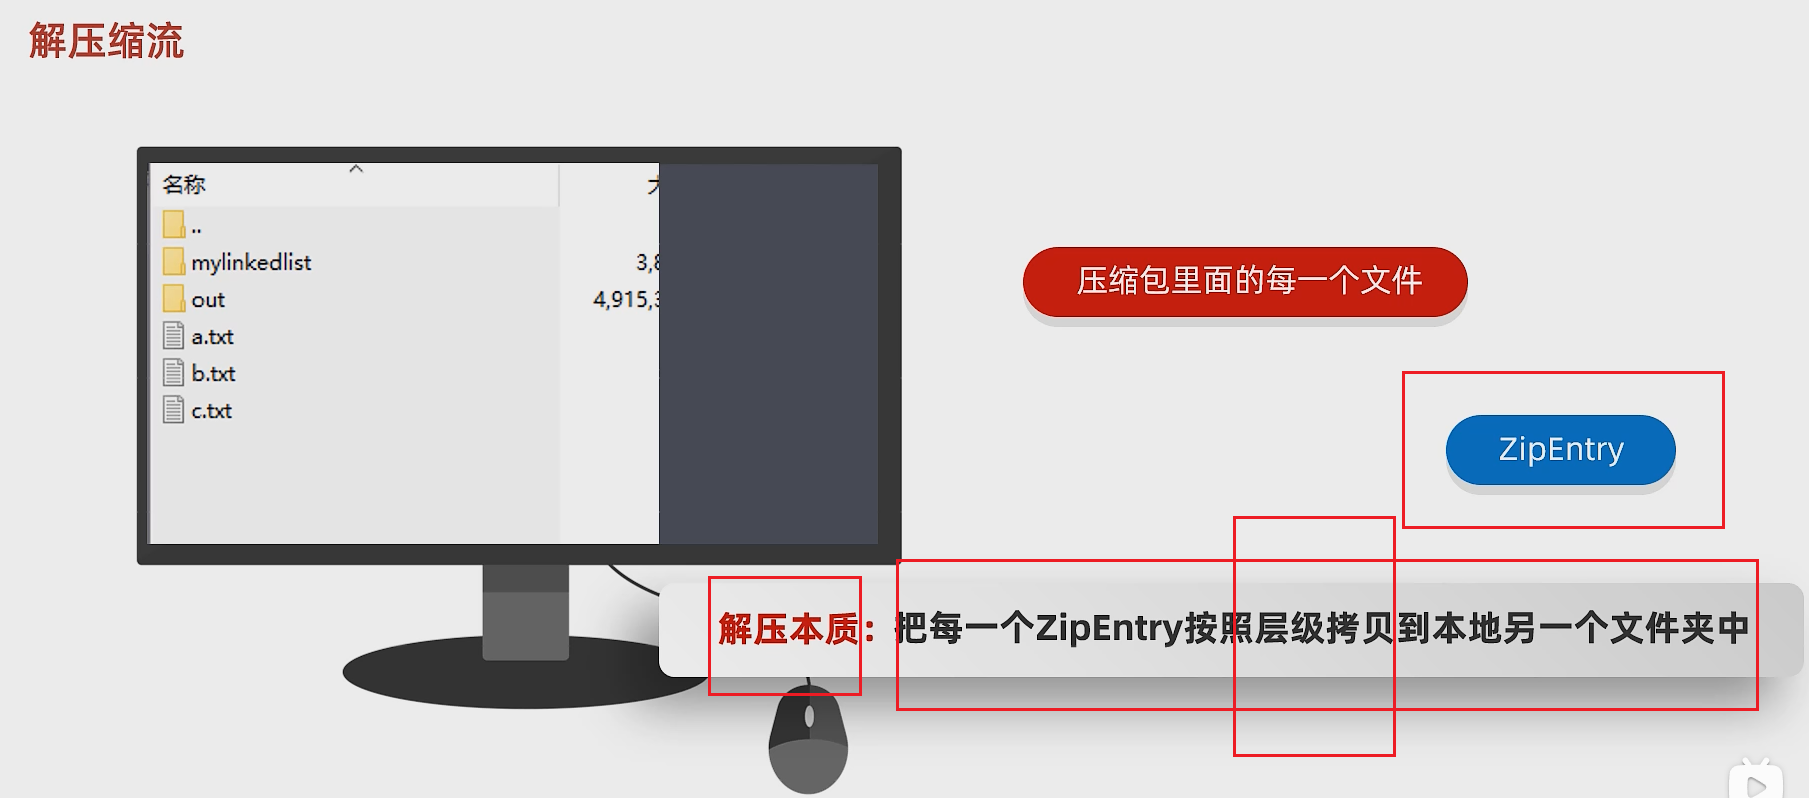 解压缩流
名称
..
mylinkedlist 3,8
out 4,915,3
a.txt
b.txt
c.txt
压缩包里面的每一个文件
ZipEntry
解压本质：把每一个ZipEntry按照层级拷贝到本地另一个文件夹中